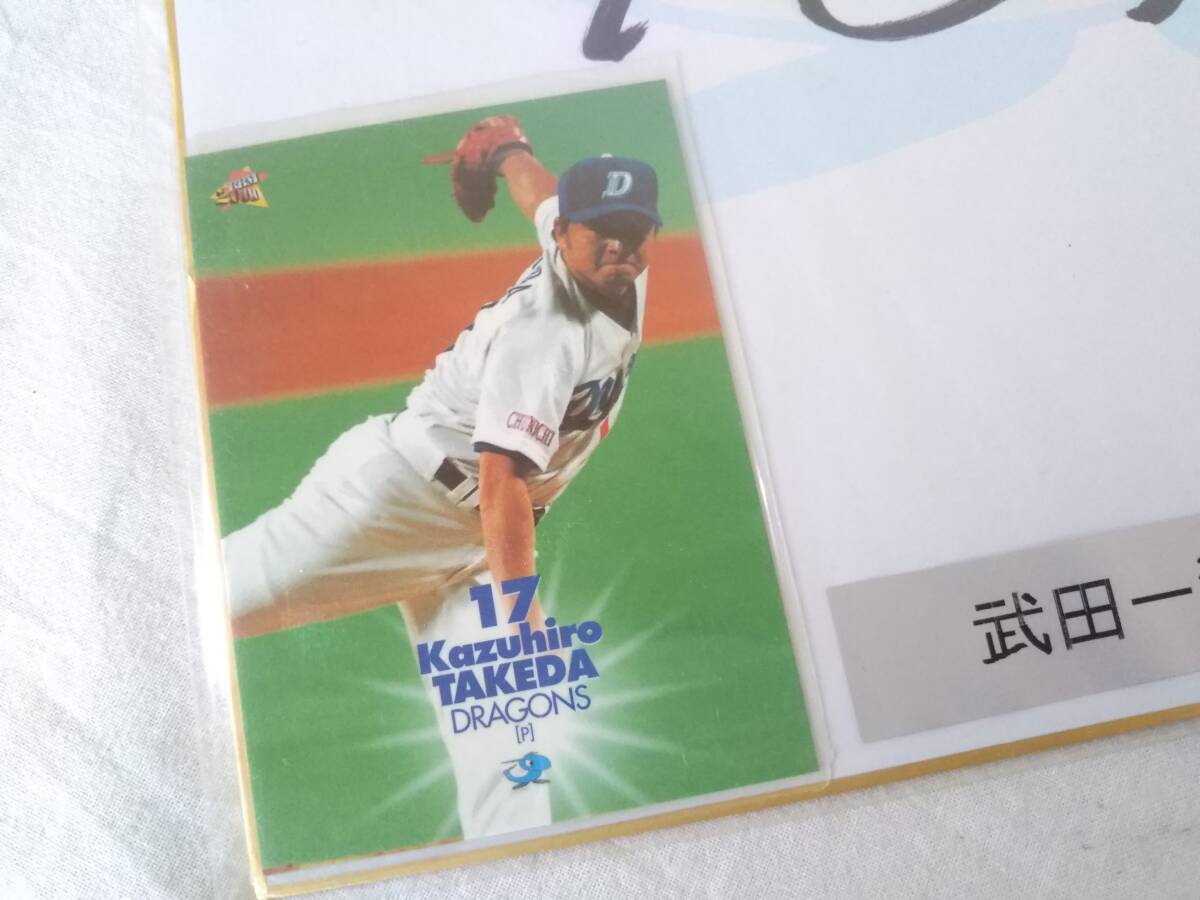 D
CHUNICHI
17
Kazuhiro
TAKEDA
DRAGONS
[P]
武田一